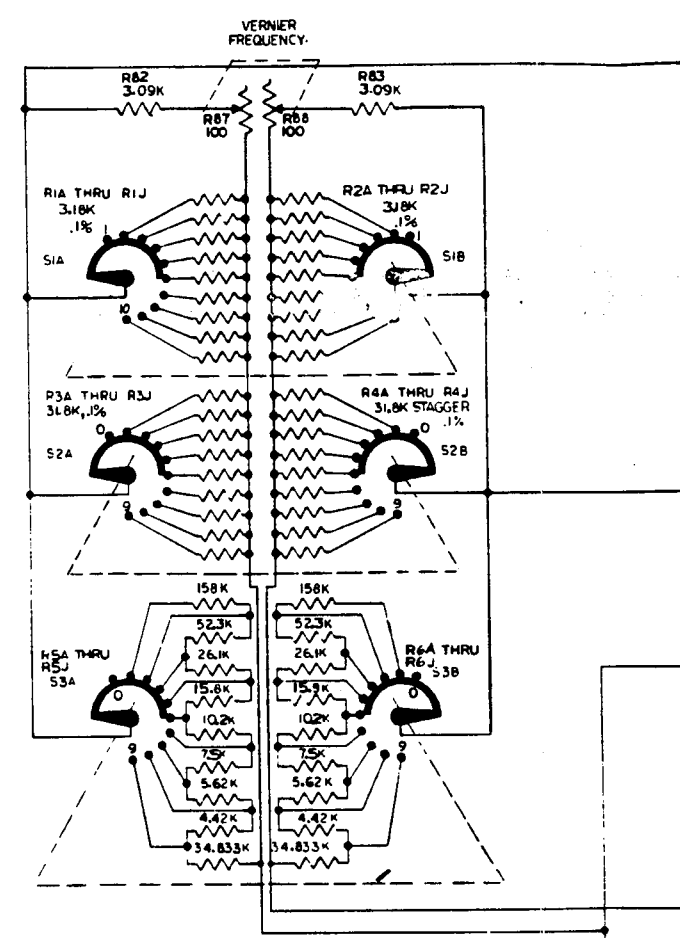 VERNIER
FREQUENCY.
R82
3.09K
R83
3.09K
R87
100
R88
100
R1A THRU R1J
3.18K
.1%
R2A THRU R2J
3.18K
.1%
1
1
S1A
S1B
10
R3A THRU R3J
31.8K, .1%
R4A THRU R4J
31.8K STAGGER
.1%
0
0
S2A
S2B
9
9
158K
158K
52.3K
52.3K
26.1K
26.1K
R5A THRU
R5J
S3A
R6A THRU
R6J
S3B
15.8K
15.8K
0
0
10.2K
10.2K
9
9
7.5K
7.5K
5.62K
5.62K
4.42K
4.42K
34.833K
34.833K